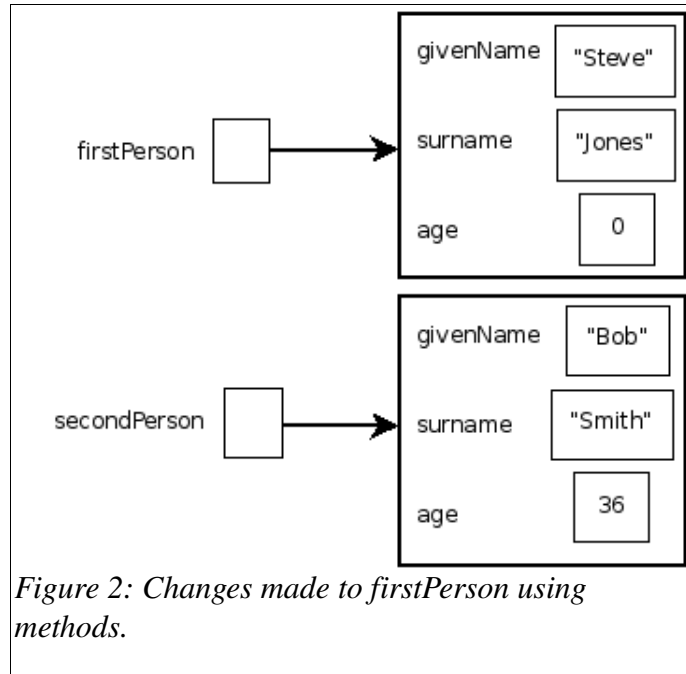 givenName "Steve"
firstPerson
surname "Jones"
age 0
givenName "Bob"
secondPerson
surname "Smith"
age 36
Figure 2: Changes made to firstPerson using
methods.